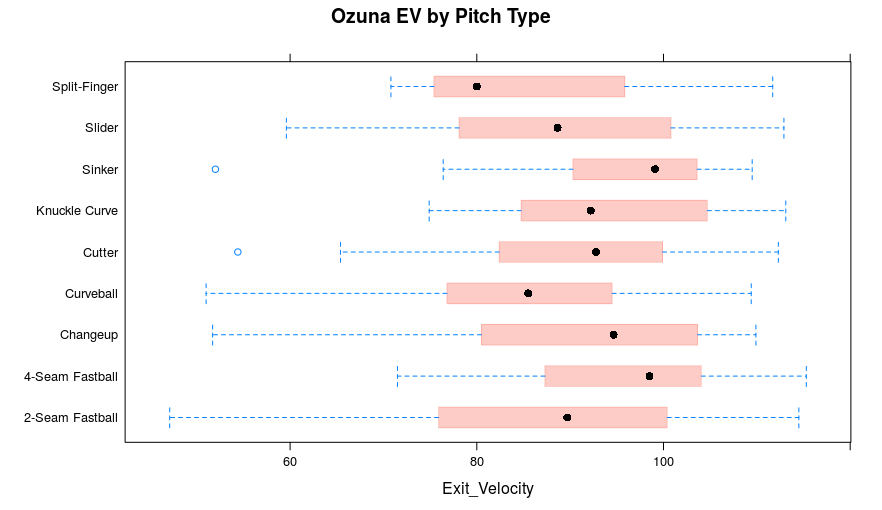 Ozuna EV by Pitch Type
Split-Finger
Slider
Sinker
Knuckle Curve
Cutter
Curveball
Changeup
4-Seam Fastball
2-Seam Fastball
60 80 100
Exit_Velocity